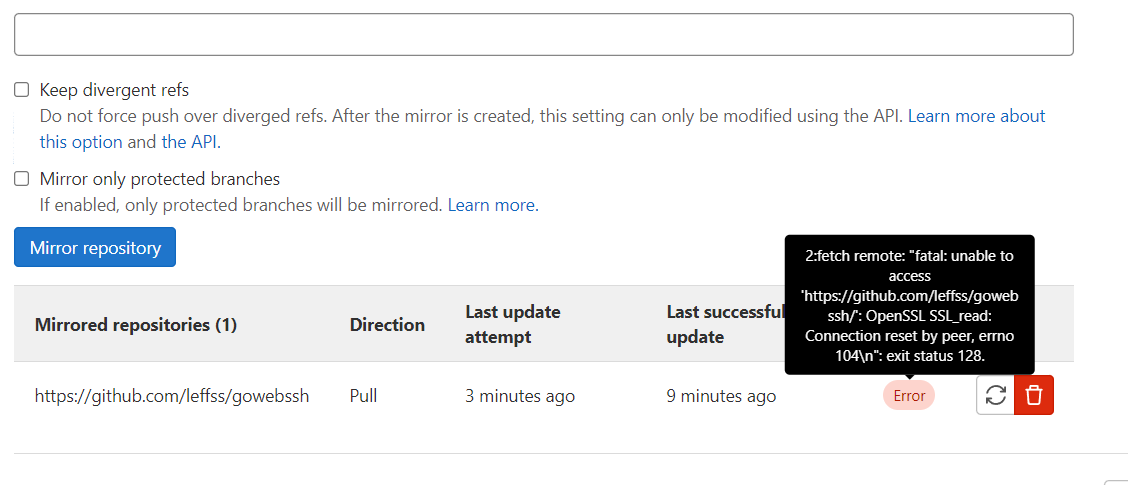 Keep divergent refs
Do not force push over diverged refs. After the mirror is created, this setting can only be modified using the API. Learn more about
this option and the API.
Mirror only protected branches
If enabled, only protected branches will be mirrored. Learn more.
Mirror repository
2:fetch remote: "fatal: unable to
access
'https://github.com/leffss/goweb
ssh/': OpenSSL SSL_read:
Connection reset by peer, errno
104\n": exit status 128.
Mirrored repositories (1)
Direction
Last update
attempt
Last successful
update
https://github.com/leffss/gowebssh
Pull
3 minutes ago
9 minutes ago
Error